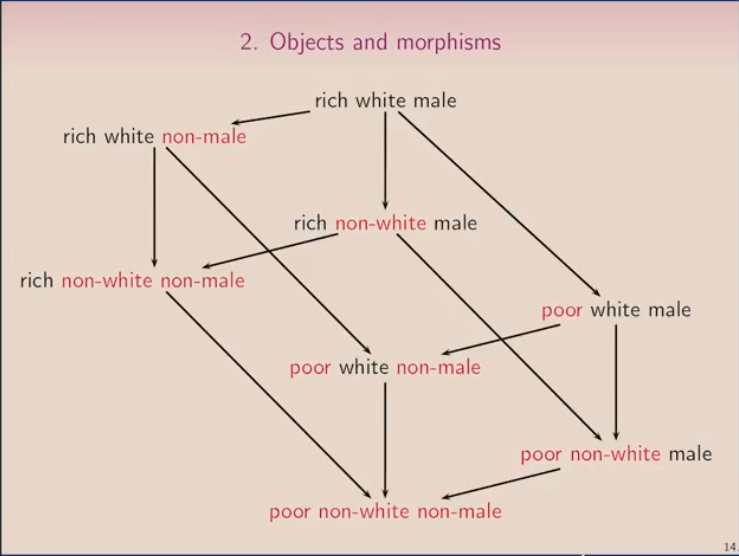 2. Objects and morphisms
rich white male
rich white non-male
rich non-white male
rich non-white non-male
poor white male
poor white non-male
poor non-white male
poor non-white non-male
14